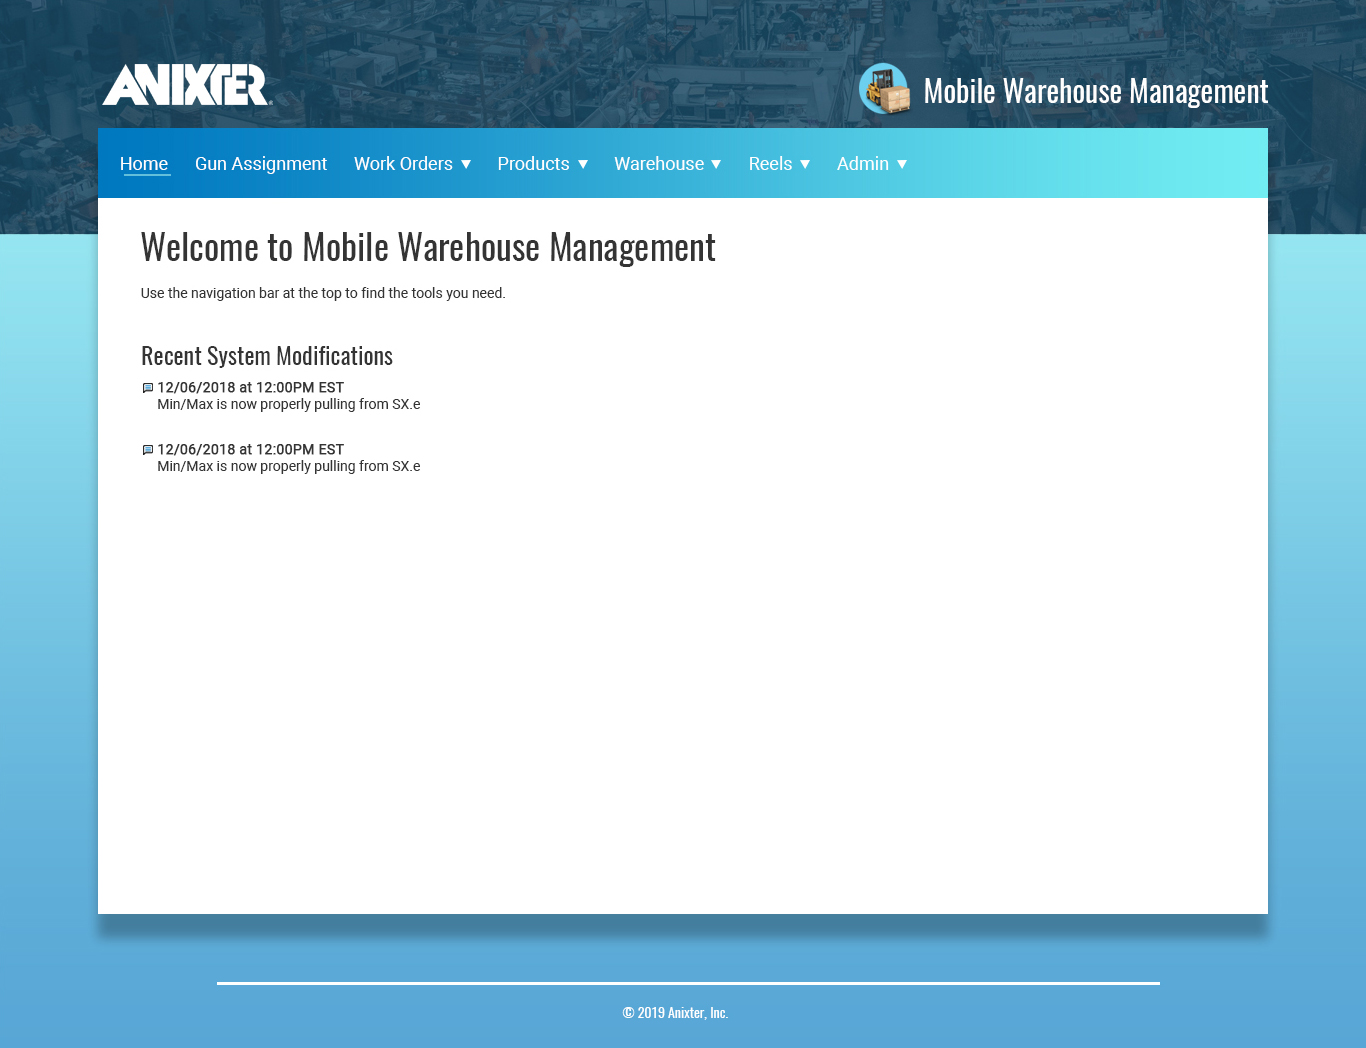 ANIXTER
Mobile Warehouse Management
Home Gun Assignment Work Orders Products Warehouse Reels Admin
Welcome to Mobile Warehouse Management
Use the navigation bar at the top to find the tools you need.
Recent System Modifications
12/06/2018 at 12:00PM EST
Min/Max is now properly pulling from SX.e
12/06/2018 at 12:00PM EST
Min/Max is now properly pulling from SX.e
© 2019 Anixter, Inc.